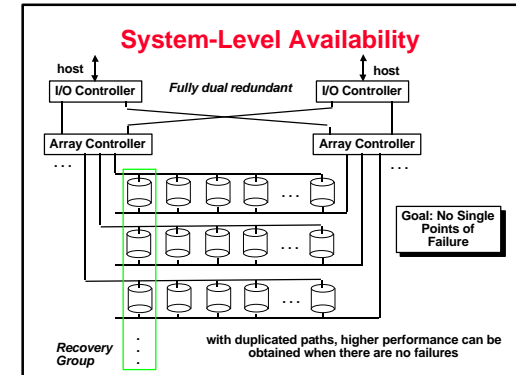 System-Level Availability
host
host
I/O Controller
Fully dual redundant
I/O Controller
Array Controller
Array Controller
. . .
. . .
. . .
Goal: No Single
Points of
Failure
. . .
. . .
Recovery
Group
.
.
.
with duplicated paths, higher performance can be
obtained when there are no failures